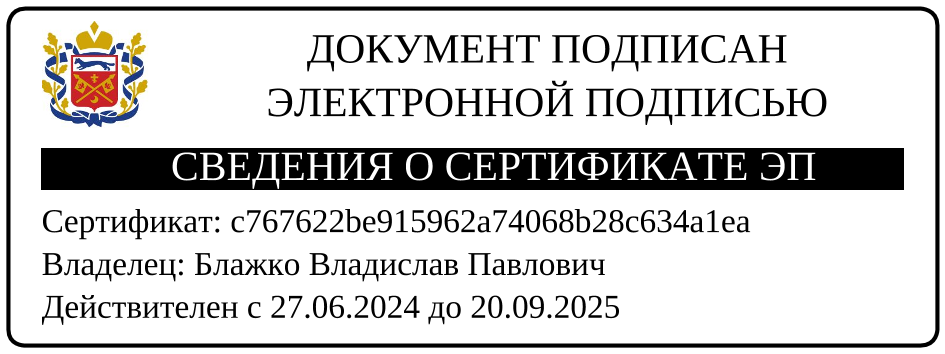 ДОКУМЕНТ ПОДПИСАН
ЭЛЕКТРОННОЙ ПОДПИСЬЮ
СВЕДЕНИЯ О СЕРТИФИКАТЕ ЭП
Сертификат: c767622be915962a74068b28c634a1ea
Владелец: Блажко Владислав Павлович
Действителен с 27.06.2024 до 20.09.2025